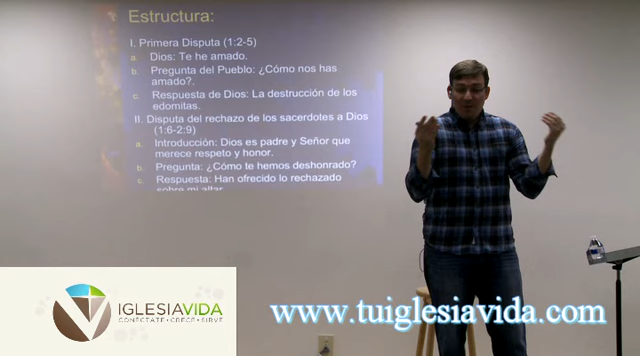 Estructura:
I. Primera Disputa (1:2-5)
a. Dios: Te he amado.
b. Pregunta del Pueblo: ¿Cómo nos has
amado?.
c. Respuesta de Dios: La destrucción de los
edomitas.
II. Disputa del rechazo de los sacerdotes a Dios
(1:6-2:9)
a. Introducción: Dios es padre y Señor que
merece respeto y honor.
b. Pregunta: ¿Cómo te hemos deshonrado?
c. Respuesta: Han ofrecido lo rechazado
sobre mi altar
IGLESIAVIDA
CONÉCTATE • CRECE • SIRVE
www.tuiglesiavida.com